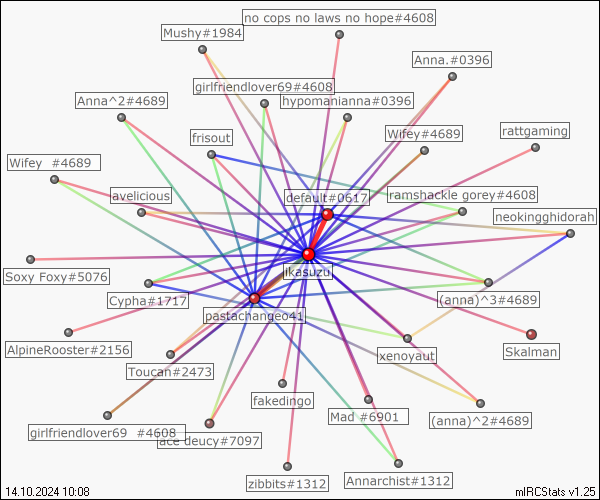 no cops no laws no hope#4608
Mushy#1984
Anna.#0396
girlfriendlover69#4608
Anna^2#4689
hypomanianna#0396
frisout
Wifey#4689
rattgaming
Wifey  #4689
avelicious
default#0617
ramshackle gorey#4608
neokingghidorah
Soxy Foxy#5076
ikasuzu
Cypha#1717
(anna)^3#4689
pastachangeo41
AlpineRooster#2156
xenoyaut
Skalman
Toucan#2473
fakedingo
girlfriendlover69  #4608
ace deucy#7097
Mad  #6901
(anna)^2#4689
zibbits#1312
Annarchist#1312
14.10.2024 10:08
mIRCStats v1.25